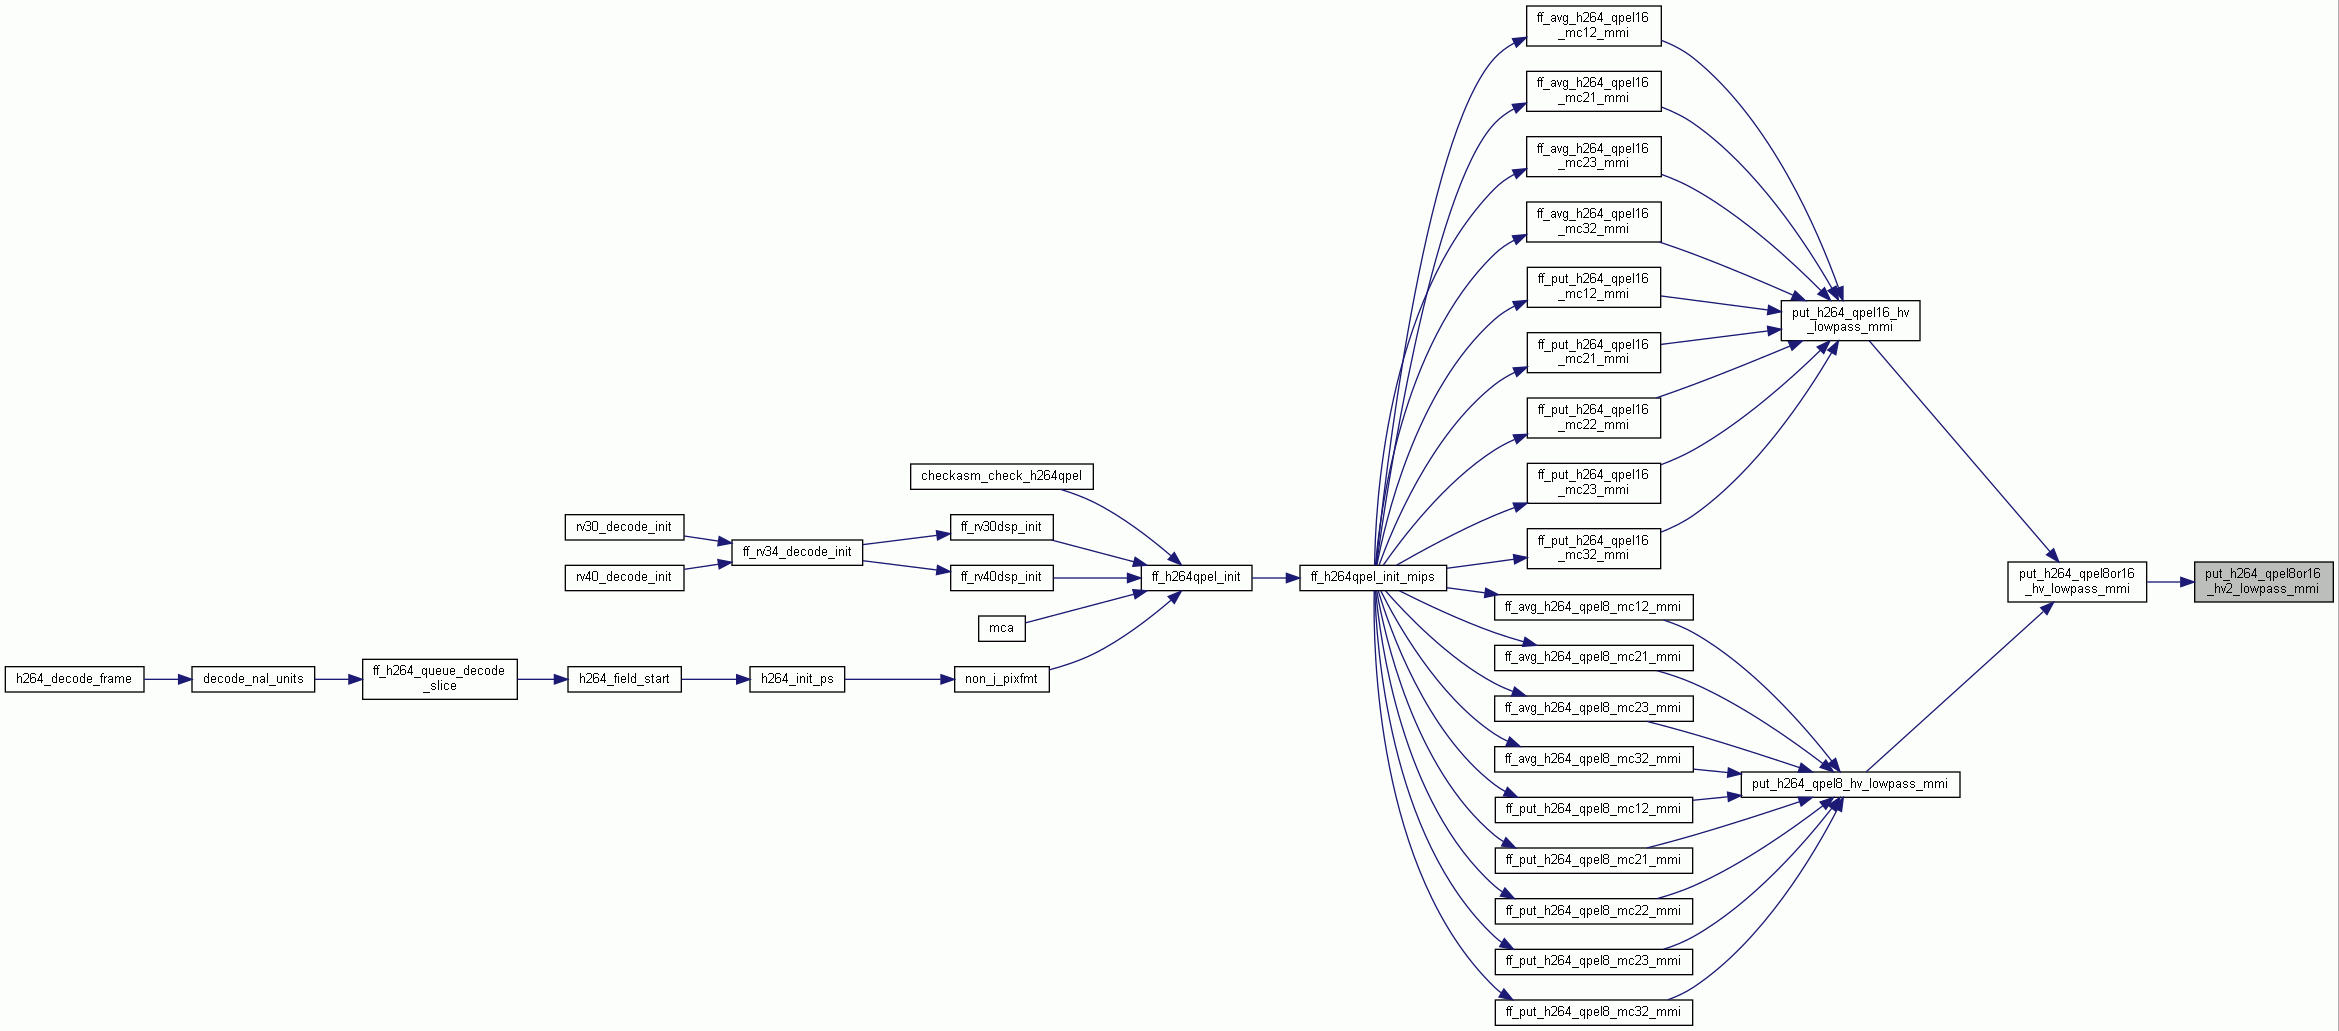 ff_avg_h264_qpel16
_mc12_mmi
ff_avg_h264_qpel16
_mc21_mmi
ff_avg_h264_qpel16
_mc23_mmi
ff_avg_h264_qpel16
_mc32_mmi
ff_put_h264_qpel16
_mc12_mmi
put_h264_qpel16_hv
_lowpass_mmi
ff_put_h264_qpel16
_mc21_mmi
ff_put_h264_qpel16
_mc22_mmi
ff_put_h264_qpel16
_mc23_mmi
checkasm_check_h264qpel
rv30_decode_init
ff_rv30dsp_init
ff_rv34_decode_init
ff_put_h264_qpel16
_mc32_mmi
rv40_decode_init
ff_rv40dsp_init
ff_h264qpel_init
ff_h264qpel_init_mips
put_h264_qpel8or16
_hv_lowpass_mmi
put_h264_qpel8or16
_hv2_lowpass_mmi
ff_avg_h264_qpel8_mc12_mmi
mca
ff_avg_h264_qpel8_mc21_mmi
h264_decode_frame
decode_nal_units
ff_h264_queue_decode
_slice
h264_field_start
h264_init_ps
non_j_pixfmt
ff_avg_h264_qpel8_mc23_mmi
ff_avg_h264_qpel8_mc32_mmi
put_h264_qpel8_hv_lowpass_mmi
ff_put_h264_qpel8_mc12_mmi
ff_put_h264_qpel8_mc21_mmi
ff_put_h264_qpel8_mc22_mmi
ff_put_h264_qpel8_mc23_mmi
ff_put_h264_qpel8_mc32_mmi